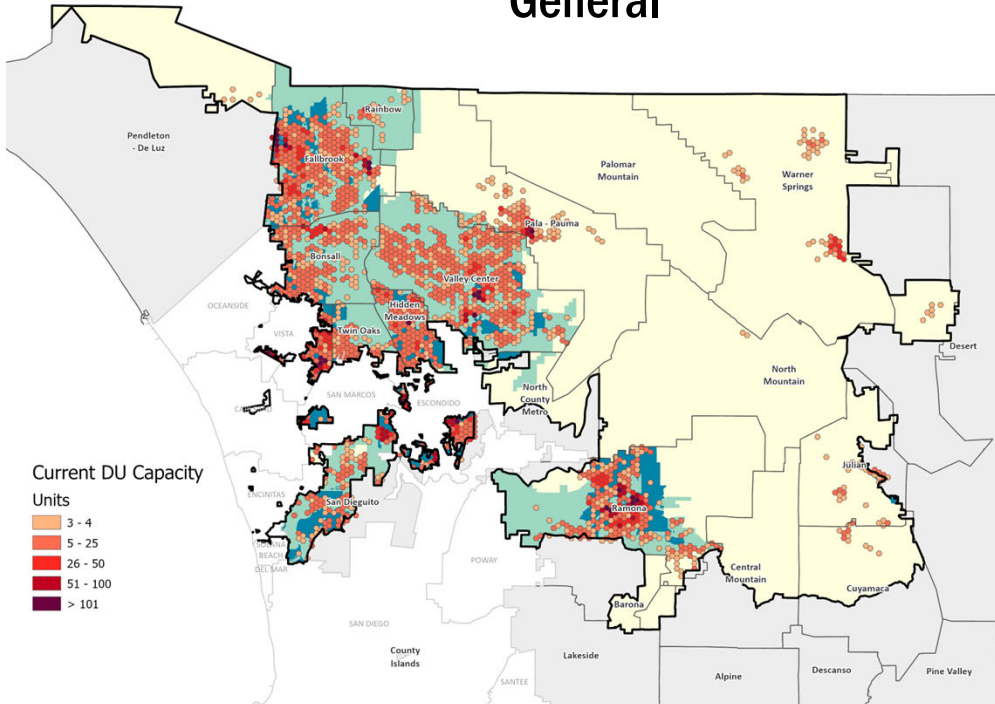 General
Pendleton
- De Luz
Rainbow
Fallbrook
Palomar
Mountain
Warner
Springs
Pala - Pauma
Bonsall
Valley Center
Hidden
Meadows
OCEANSIDE
VISTA
Twin Oaks
Desert
North
Mountain
SAN MARCOS
ESCONDIDO
North
County
Metro
Julian
Current DU Capacity
Units
3 - 4
5 - 25
26 - 50
51 - 100
> 101
ENCINITAS
San Dieguito
Ramona
BEACH
DEL MAR
POWAY
Central
Mountain
Cuyamaca
Barona
SAN DIEGO
County
Islands
Lakeside
SANTEE
Alpine
Descanso
Pine Valley